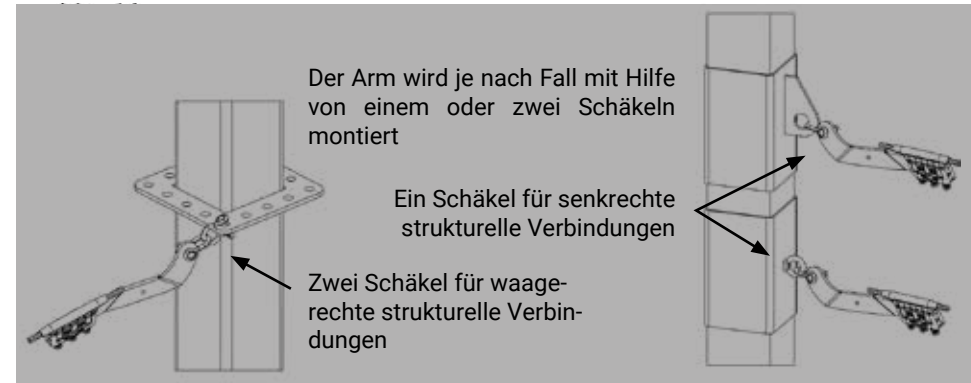 Der Arm wird je nach Fall mit Hilfe
von einem oder zwei Schäkeln
montiert
Ein Schäkel für senkrechte
strukturelle Verbindungen
Zwei Schäkel für waage-
rechte strukturelle Verbin-
dungen